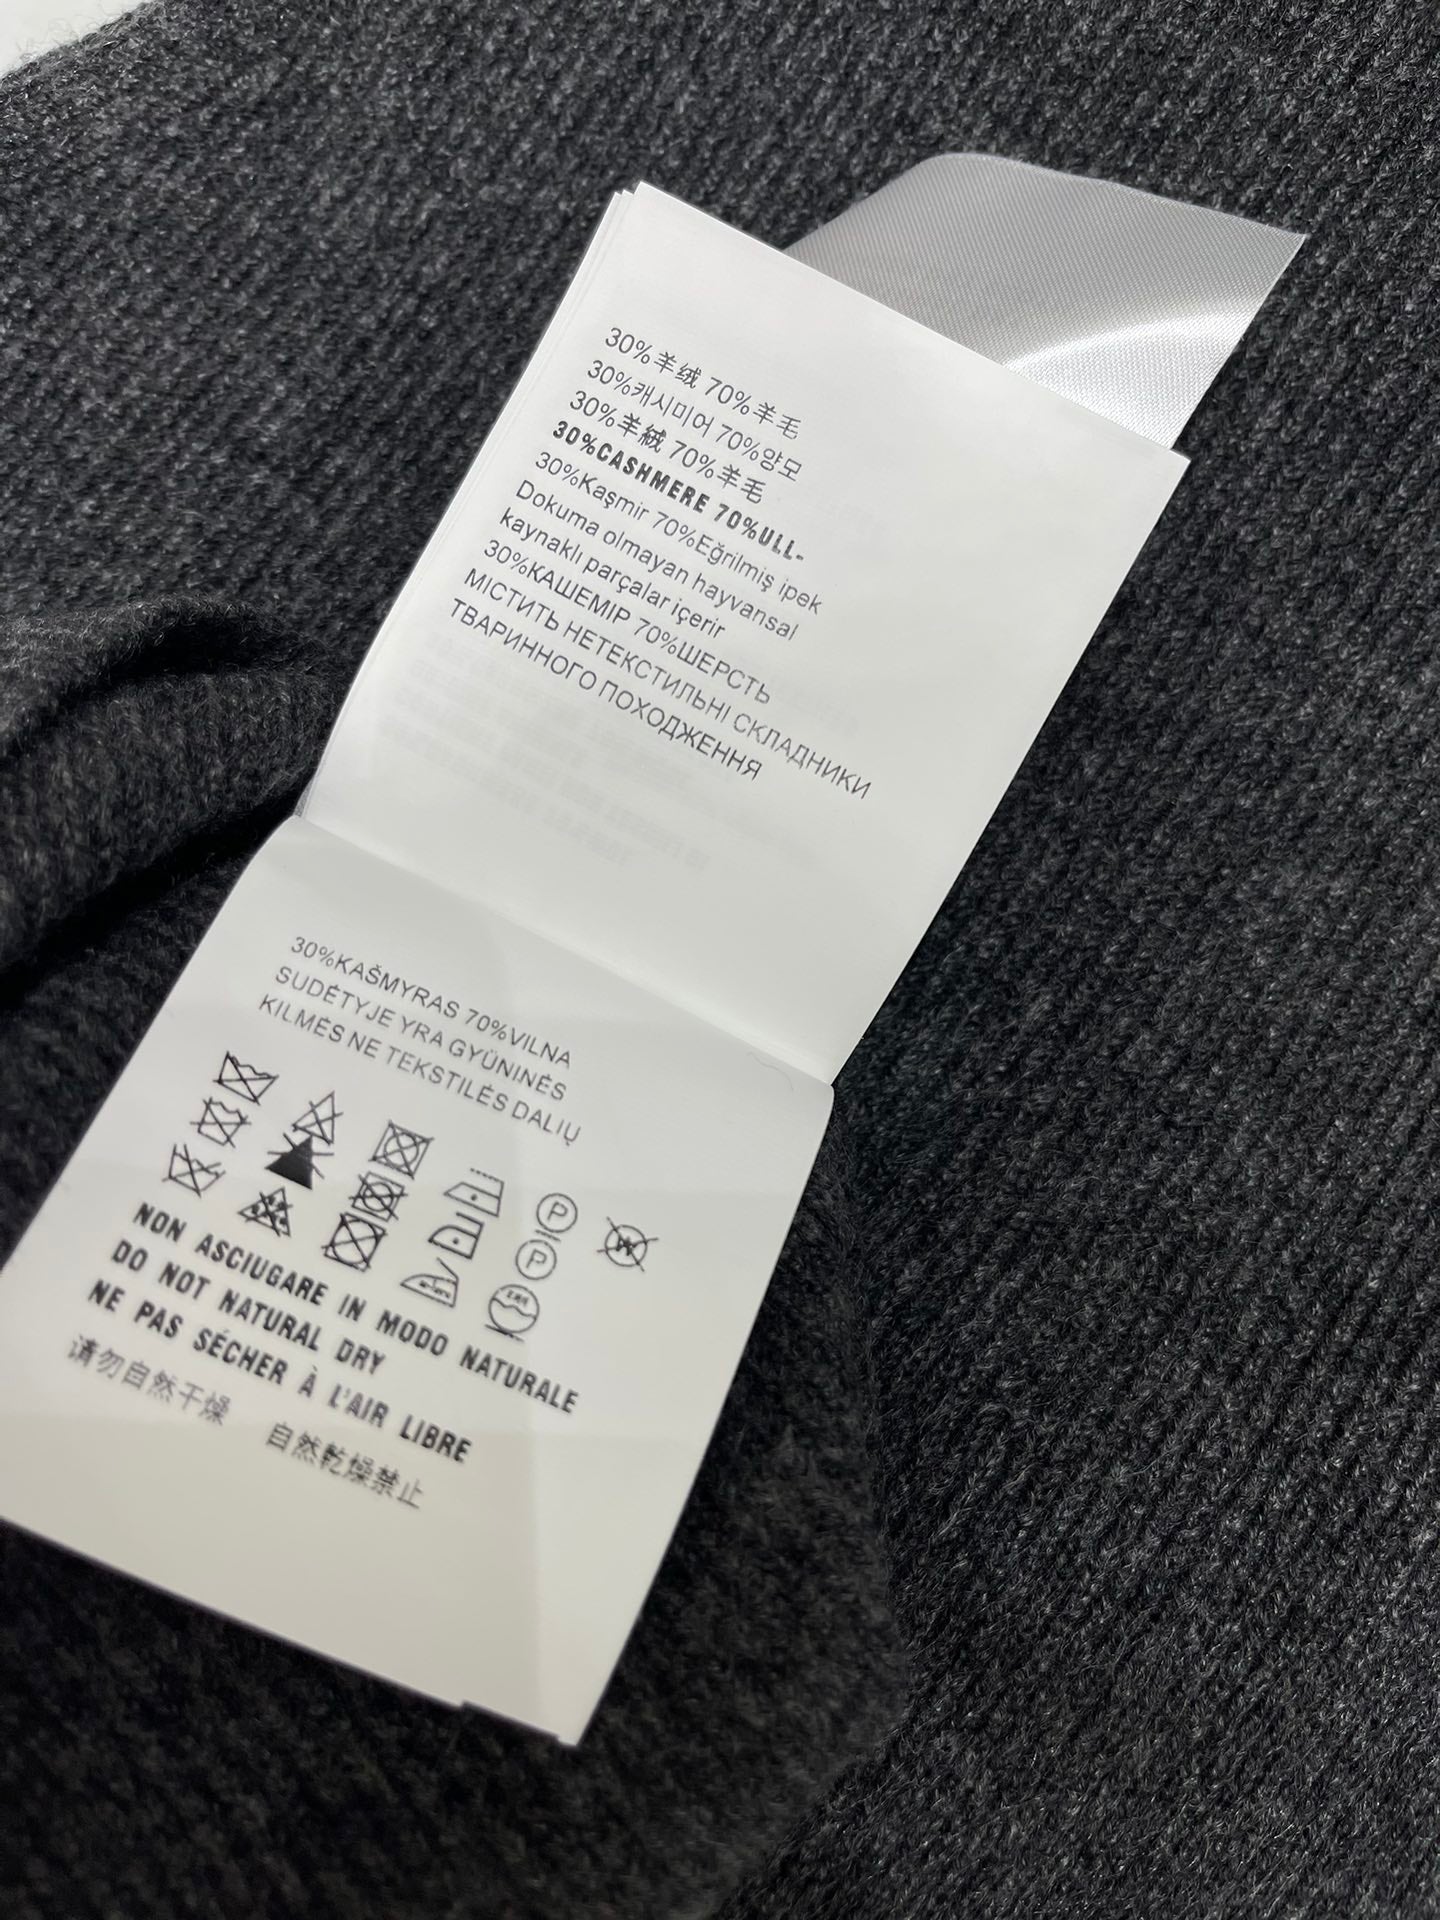 30%羊绒 70%羊毛
30%캐시미어 70%양모
30%羊絨 70%羊毛
30%CASHMERE 70%ULL-
30%Kaşmir 70%Eğrilmiş ipek
Dokuma olmayan hayvansal
kaynaklı parçalar içerir
30%КАШЕМІР 70%ШЕРСТЬ
МІСТИТЬ НЕТЕКСТИЛЬНІ СКЛАДНИКИ
ТВАРИННОГО ПОХОДЖЕННЯ
30%KAŠMYRAS 70%VILNA
SUDĖTYJE YRA GYŪNINĖS
KILMĖS NE TEKSTILĖS DALIŲ
P
P
NON ASCIUGARE IN MODO NATURALE
DO NOT NATURAL DRY
NE PAS SÉCHER À L'AIR LIBRE
请勿自然干燥 自然乾燥禁止